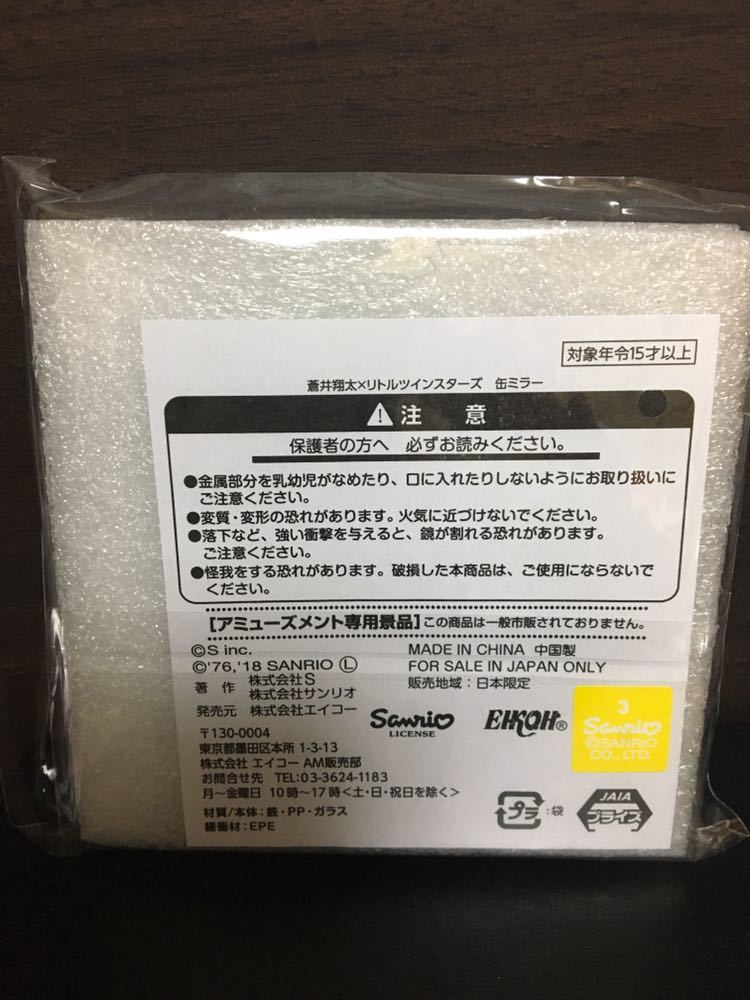 対象年令15才以上
蒼井翔太×リトルツインスターズ 缶ミラー
注 意
保護者の方へ 必ずお読みください。
●金属部分を乳幼児がなめたり、口に入れたりしないようにお取り扱いに
ご注意ください。
●変質・変形の恐れがあります。火気に近づけないでください。
●落下など、強い衝撃を与えると、鏡が割れる恐れがあります。
ご注意ください。
●怪我をする恐れがあります。破損した本商品は、ご使用にならないで
ください。
[アミューズメント専用景品]この商品は一般市販されておりません。
©S inc.
©'76,'18 SANRIO Ⓛ
著 作 株式会社S
株式会社サンリオ
発売元 株式会社エイコー
MADE IN CHINA 中国製
FOR SALE IN JAPAN ONLY
販売地域:日本限定
Sanrio
LICENSE
EIKOH®
3
Sanrio
©SANRIO
CO., LTD.
〒130-0004
東京都墨田区本所 1-3-13
株式会社 エイコー AM販売部
お問合せ先 TEL:03-3624-1183
月~金曜日 10時~17時<土・日・祝日を除く>
材質/本体:鉄・PP・ガラス
緩衝材:EPE
プラ :袋
JAIA
プライズ